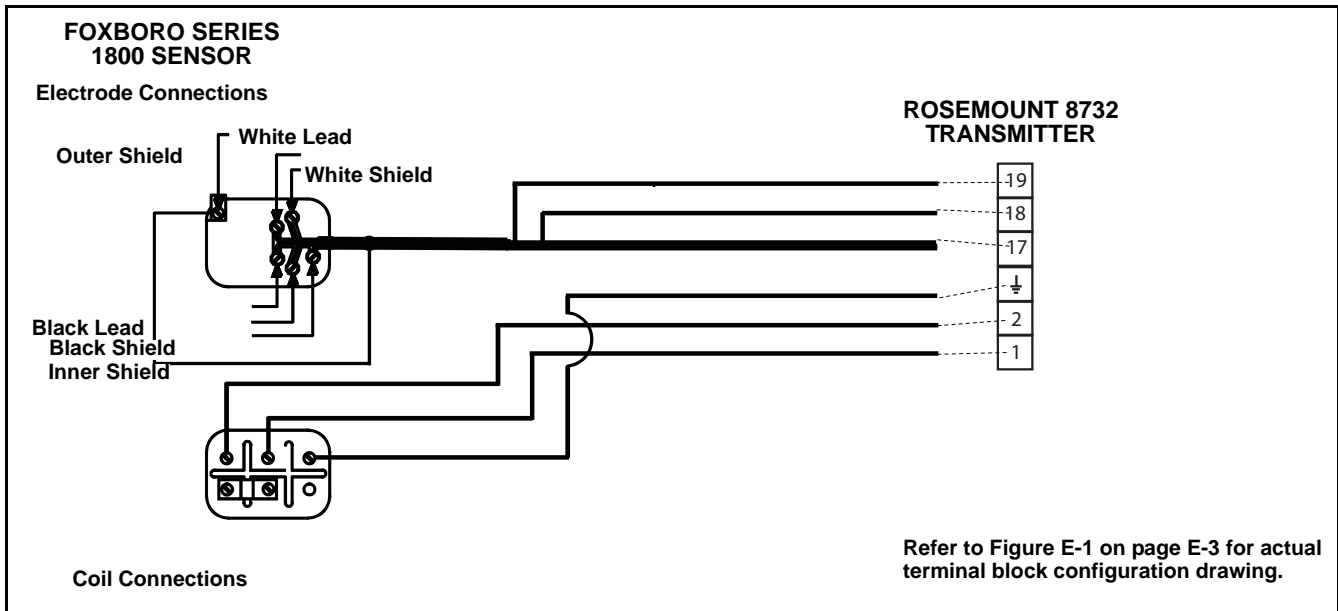 FOXBORO SERIES
1800 SENSOR
Electrode Connections
ROSEMOUNT 8732
TRANSMITTER
White Lead
Outer Shield
White Shield
19
18
17
2
1
Black Lead
Black Shield
Inner Shield
Coil Connections
Refer to Figure E-1 on page E-3 for actual
terminal block configuration drawing.